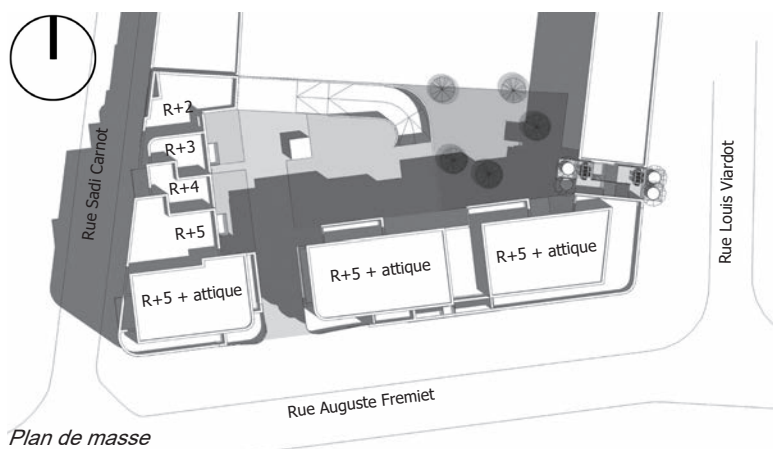 R+2
R+3
R+4
R+5
R+5 + attique
R+5 + attique
R+5 + attique
Rue Sadi Carnot
Rue Louis Viardot
Rue Auguste Fremiet
Plan de masse